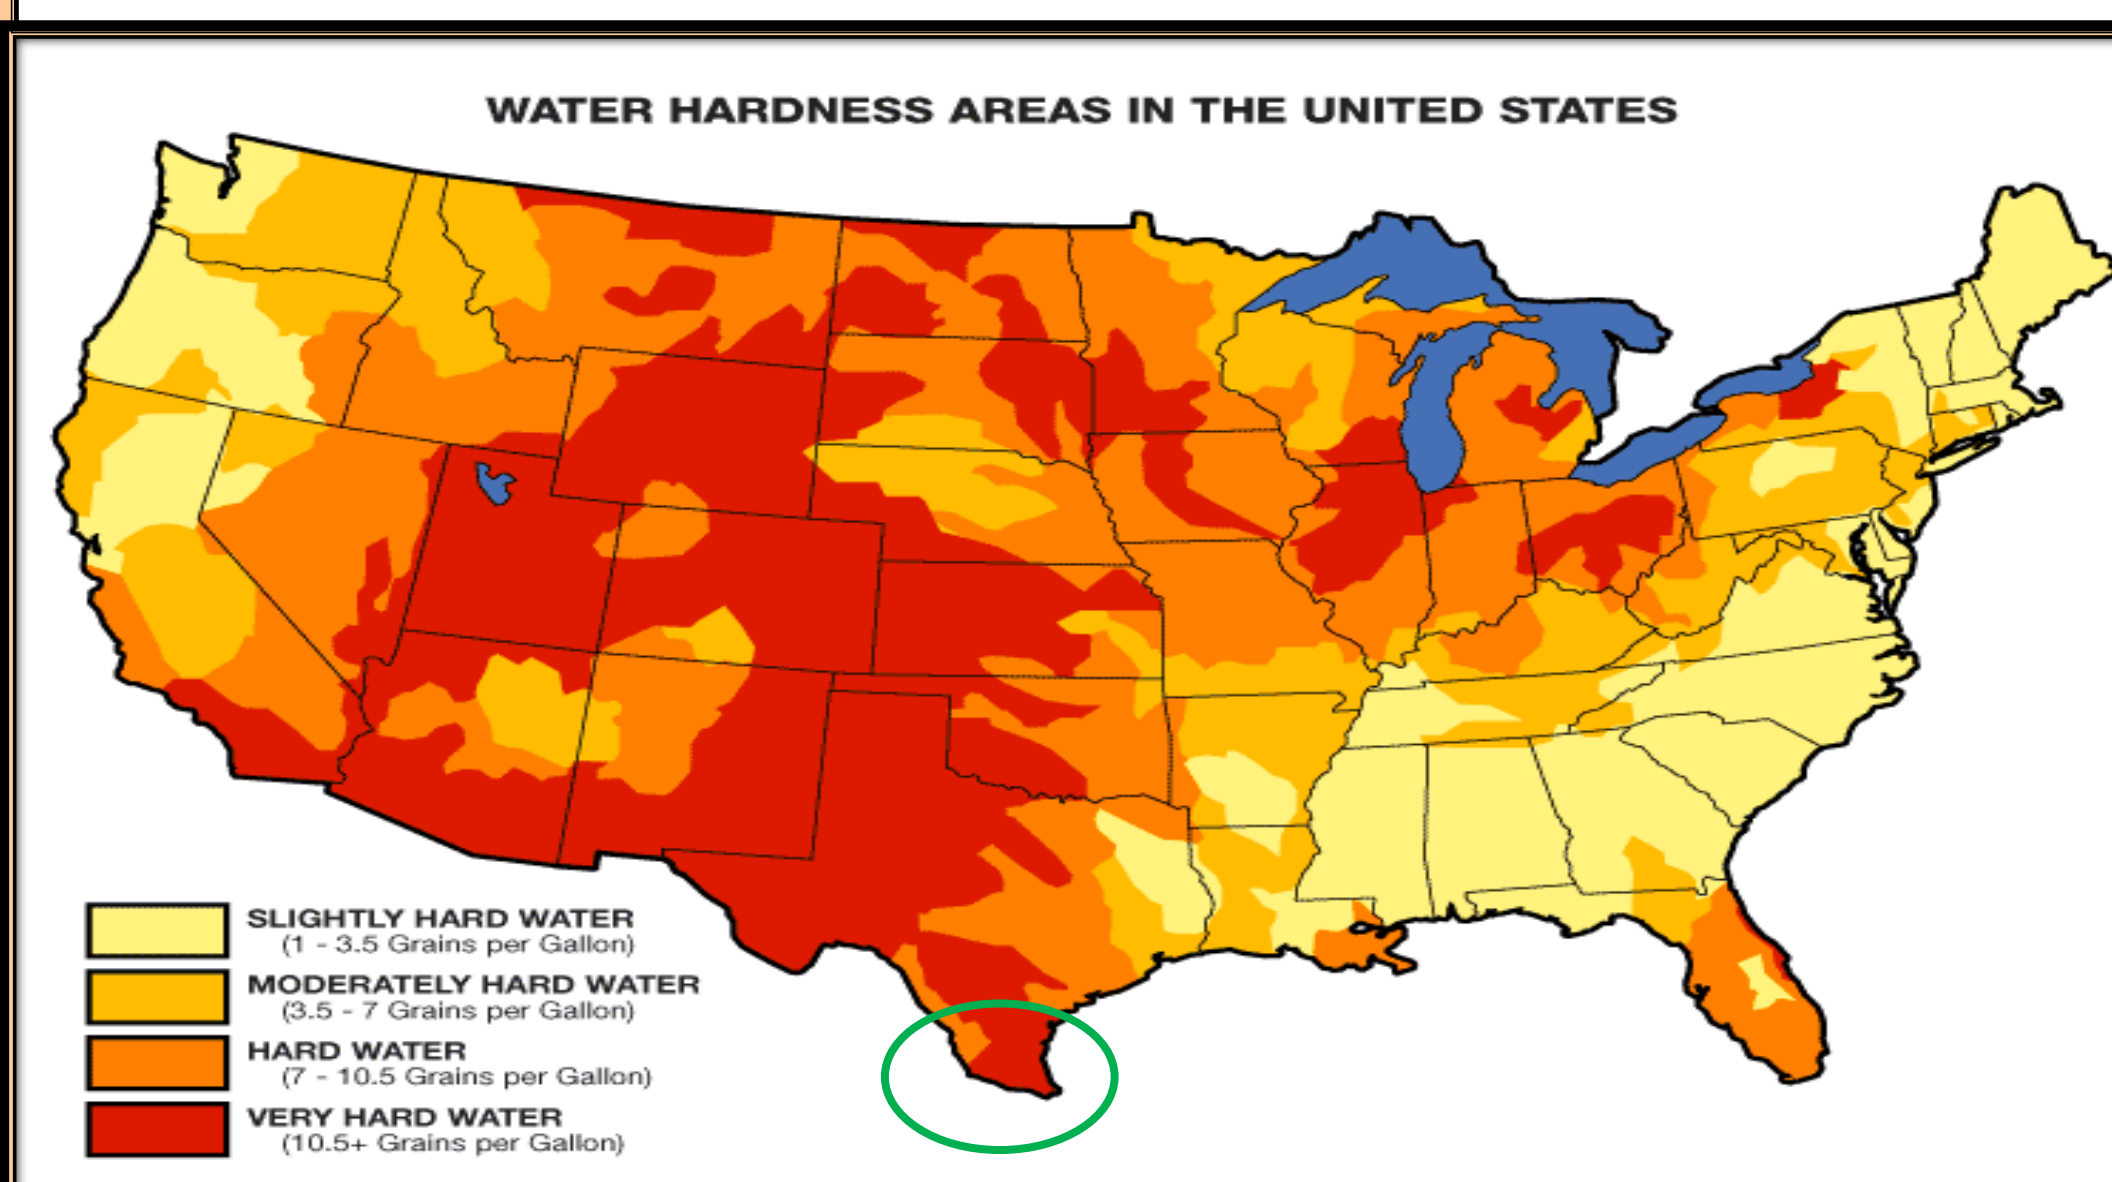 WATER HARDNESS AREAS IN THE UNITED STATES
SLIGHTLY HARD WATER
(1 - 3.5 Grains per Gallon)
MODERATELY HARD WATER
(3.5 - 7 Grains per Gallon)
HARD WATER
(7 - 10.5 Grains per Gallon)
VERY HARD WATER
(10.5+ Grains per Gallon)